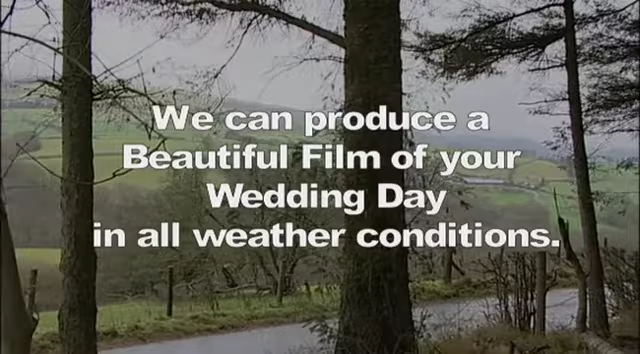 We can produce a
Beautiful Film of your
Wedding Day
in all weather conditions.